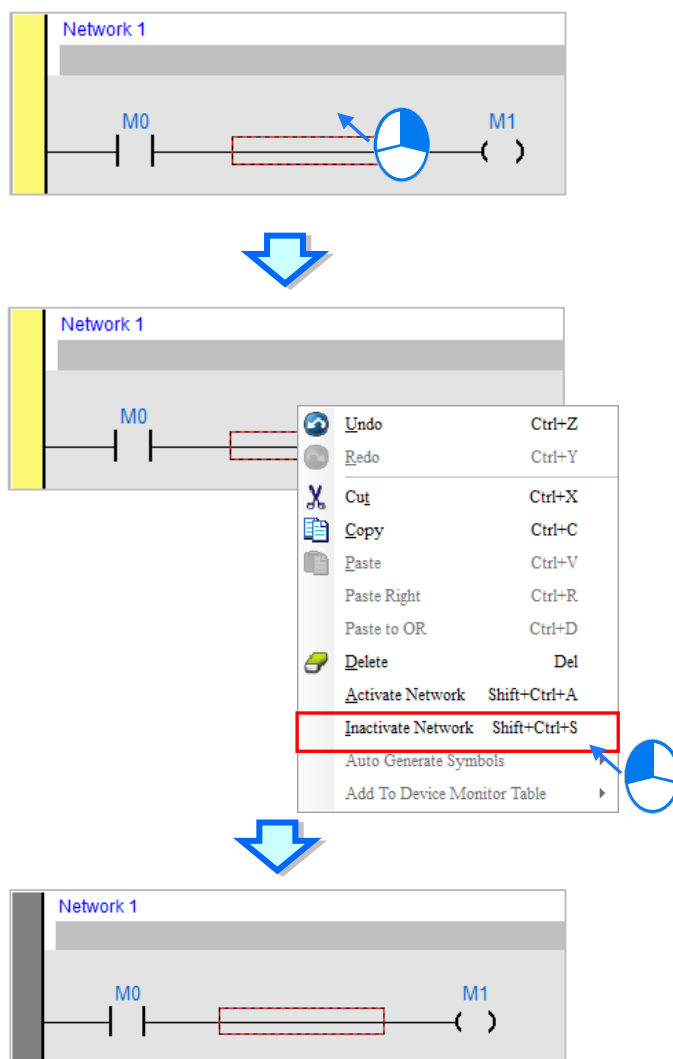 Network 1
M0 M1
Network 1
M0
Undo Ctrl+Z
Redo Ctrl+Y
Cut Ctrl+X
Copy Ctrl+C
Paste Ctrl+V
Paste Right Ctrl+R
Paste to OR Ctrl+D
Delete Del
Activate Network Shift+Ctrl+A
Inactivate Network Shift+Ctrl+S
Auto Generate Symbols
Add To Device Monitor Table
Network 1
M0 M1